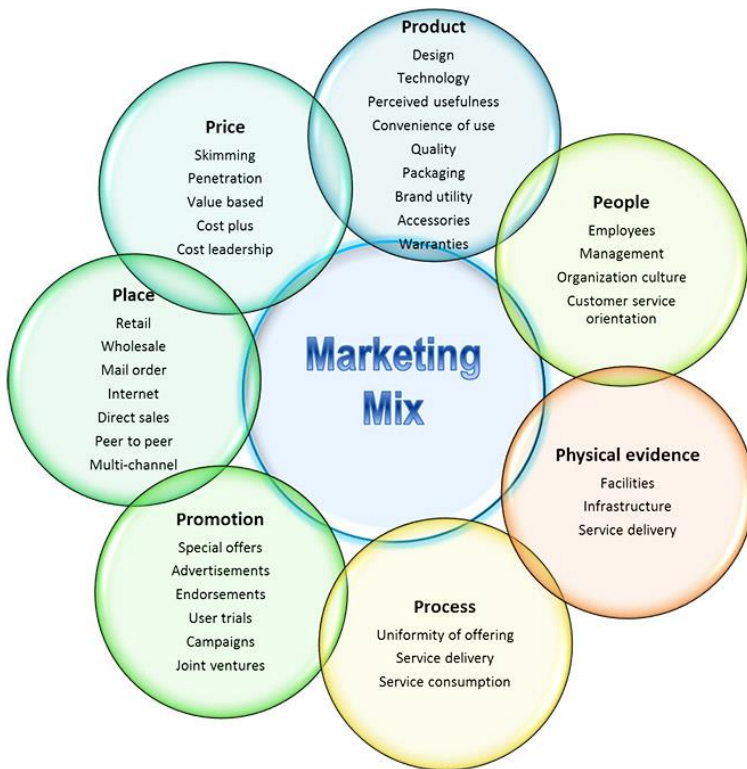 Product
Design
Technology
Perceived usefulness
Convenience of use
Quality
Packaging
Brand utility
Accessories
Warranties
People
Employees
Management
Organization culture
Customer service
orientation
Physical evidence
Facilities
Infrastructure
Service delivery
Process
Uniformity of offering
Service delivery
Service consumption
Promotion
Special offers
Advertisements
Endorsements
User trials
Campaigns
Joint ventures
Place
Retail
Wholesale
Mail order
Internet
Direct sales
Peer to peer
Multi-channel
Price
Skimming
Penetration
Value based
Cost plus
Cost leadership
Marketing
Mix